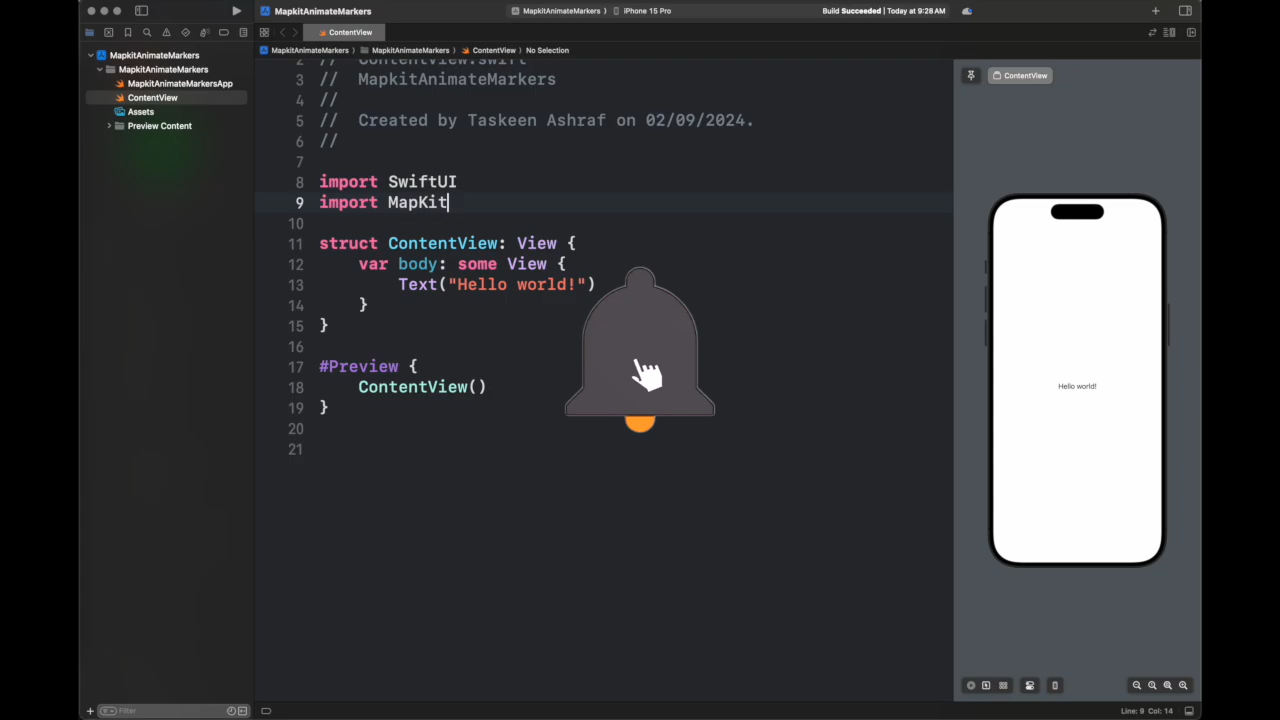 MapkitAnimateMarkers
MapkitAnimateMarkers 〉 iPhone 15 Pro
Build Succeeded | Today at 9:28 AM
ContentView
MapkitAnimateMarkers 〉 MapkitAnimateMarkers 〉 ContentView 〉 No Selection
MapkitAnimateMarkers
MapkitAnimateMarkers
MapkitAnimateMarkersApp
ContentView
Assets
Preview Content
2 // ContentView.swift
3 // MapkitAnimateMarkers
4 //
5 // Created by Taskeen Ashraf on 02/09/2024.
6 //
7
8 import SwiftUI
9 import MapKit
10
11 struct ContentView: View {
12 var body: some View {
13 Text("Hello world!")
14 }
15 }
16
17 #Preview {
18 ContentView()
19 }
20
21
ContentView
Hello world!
Filter
Line: 9 Col: 14